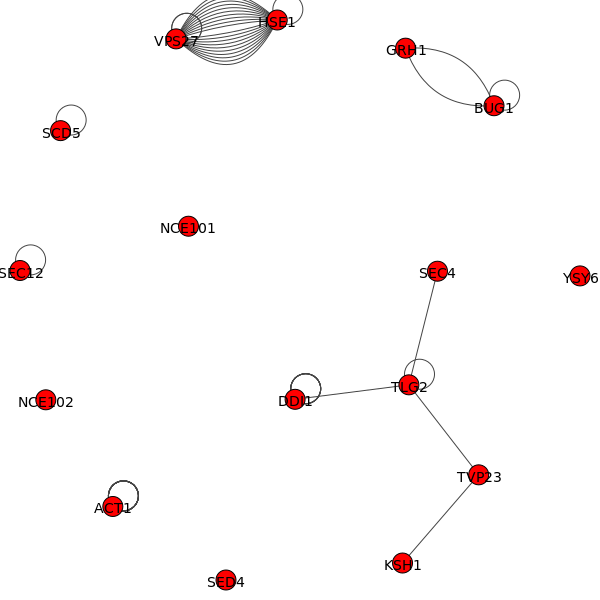 HSE1
VPS27
GRH1
BUG1
SCD5
NCE101
SEC12
SEC4
YSY6
TLG2
DDI1
NCE102
TVP23
ACT1
KSH1
SED4